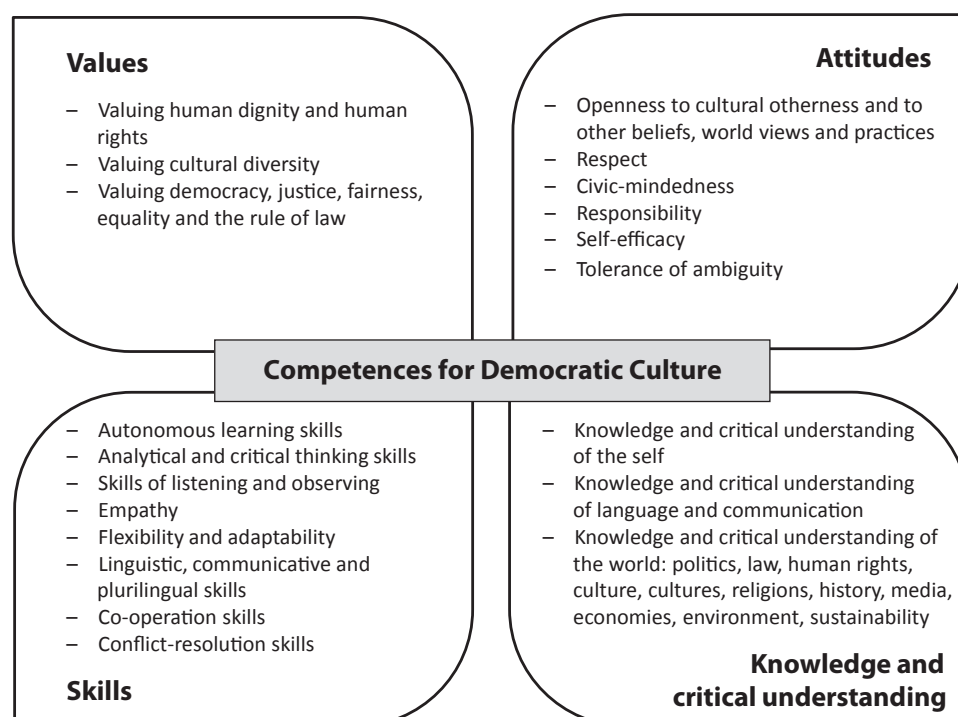 Values
– Valuing human dignity and human
rights
– Valuing cultural diversity
– Valuing democracy, justice, fairness,
equality and the rule of law
Attitudes
– Openness to cultural otherness and to
other beliefs, world views and practices
– Respect
– Civic-mindedness
– Responsibility
– Self-efficacy
– Tolerance of ambiguity
Competences for Democratic Culture
– Autonomous learning skills
– Analytical and critical thinking skills
– Skills of listening and observing
– Empathy
– Flexibility and adaptability
– Linguistic, communicative and
plurilingual skills
– Co-operation skills
– Conflict-resolution skills
Skills
– Knowledge and critical understanding
of the self
– Knowledge and critical understanding
of language and communication
– Knowledge and critical understanding of
the world: politics, law, human rights,
culture, cultures, religions, history, media,
economies, environment, sustainability
Knowledge and
critical understanding